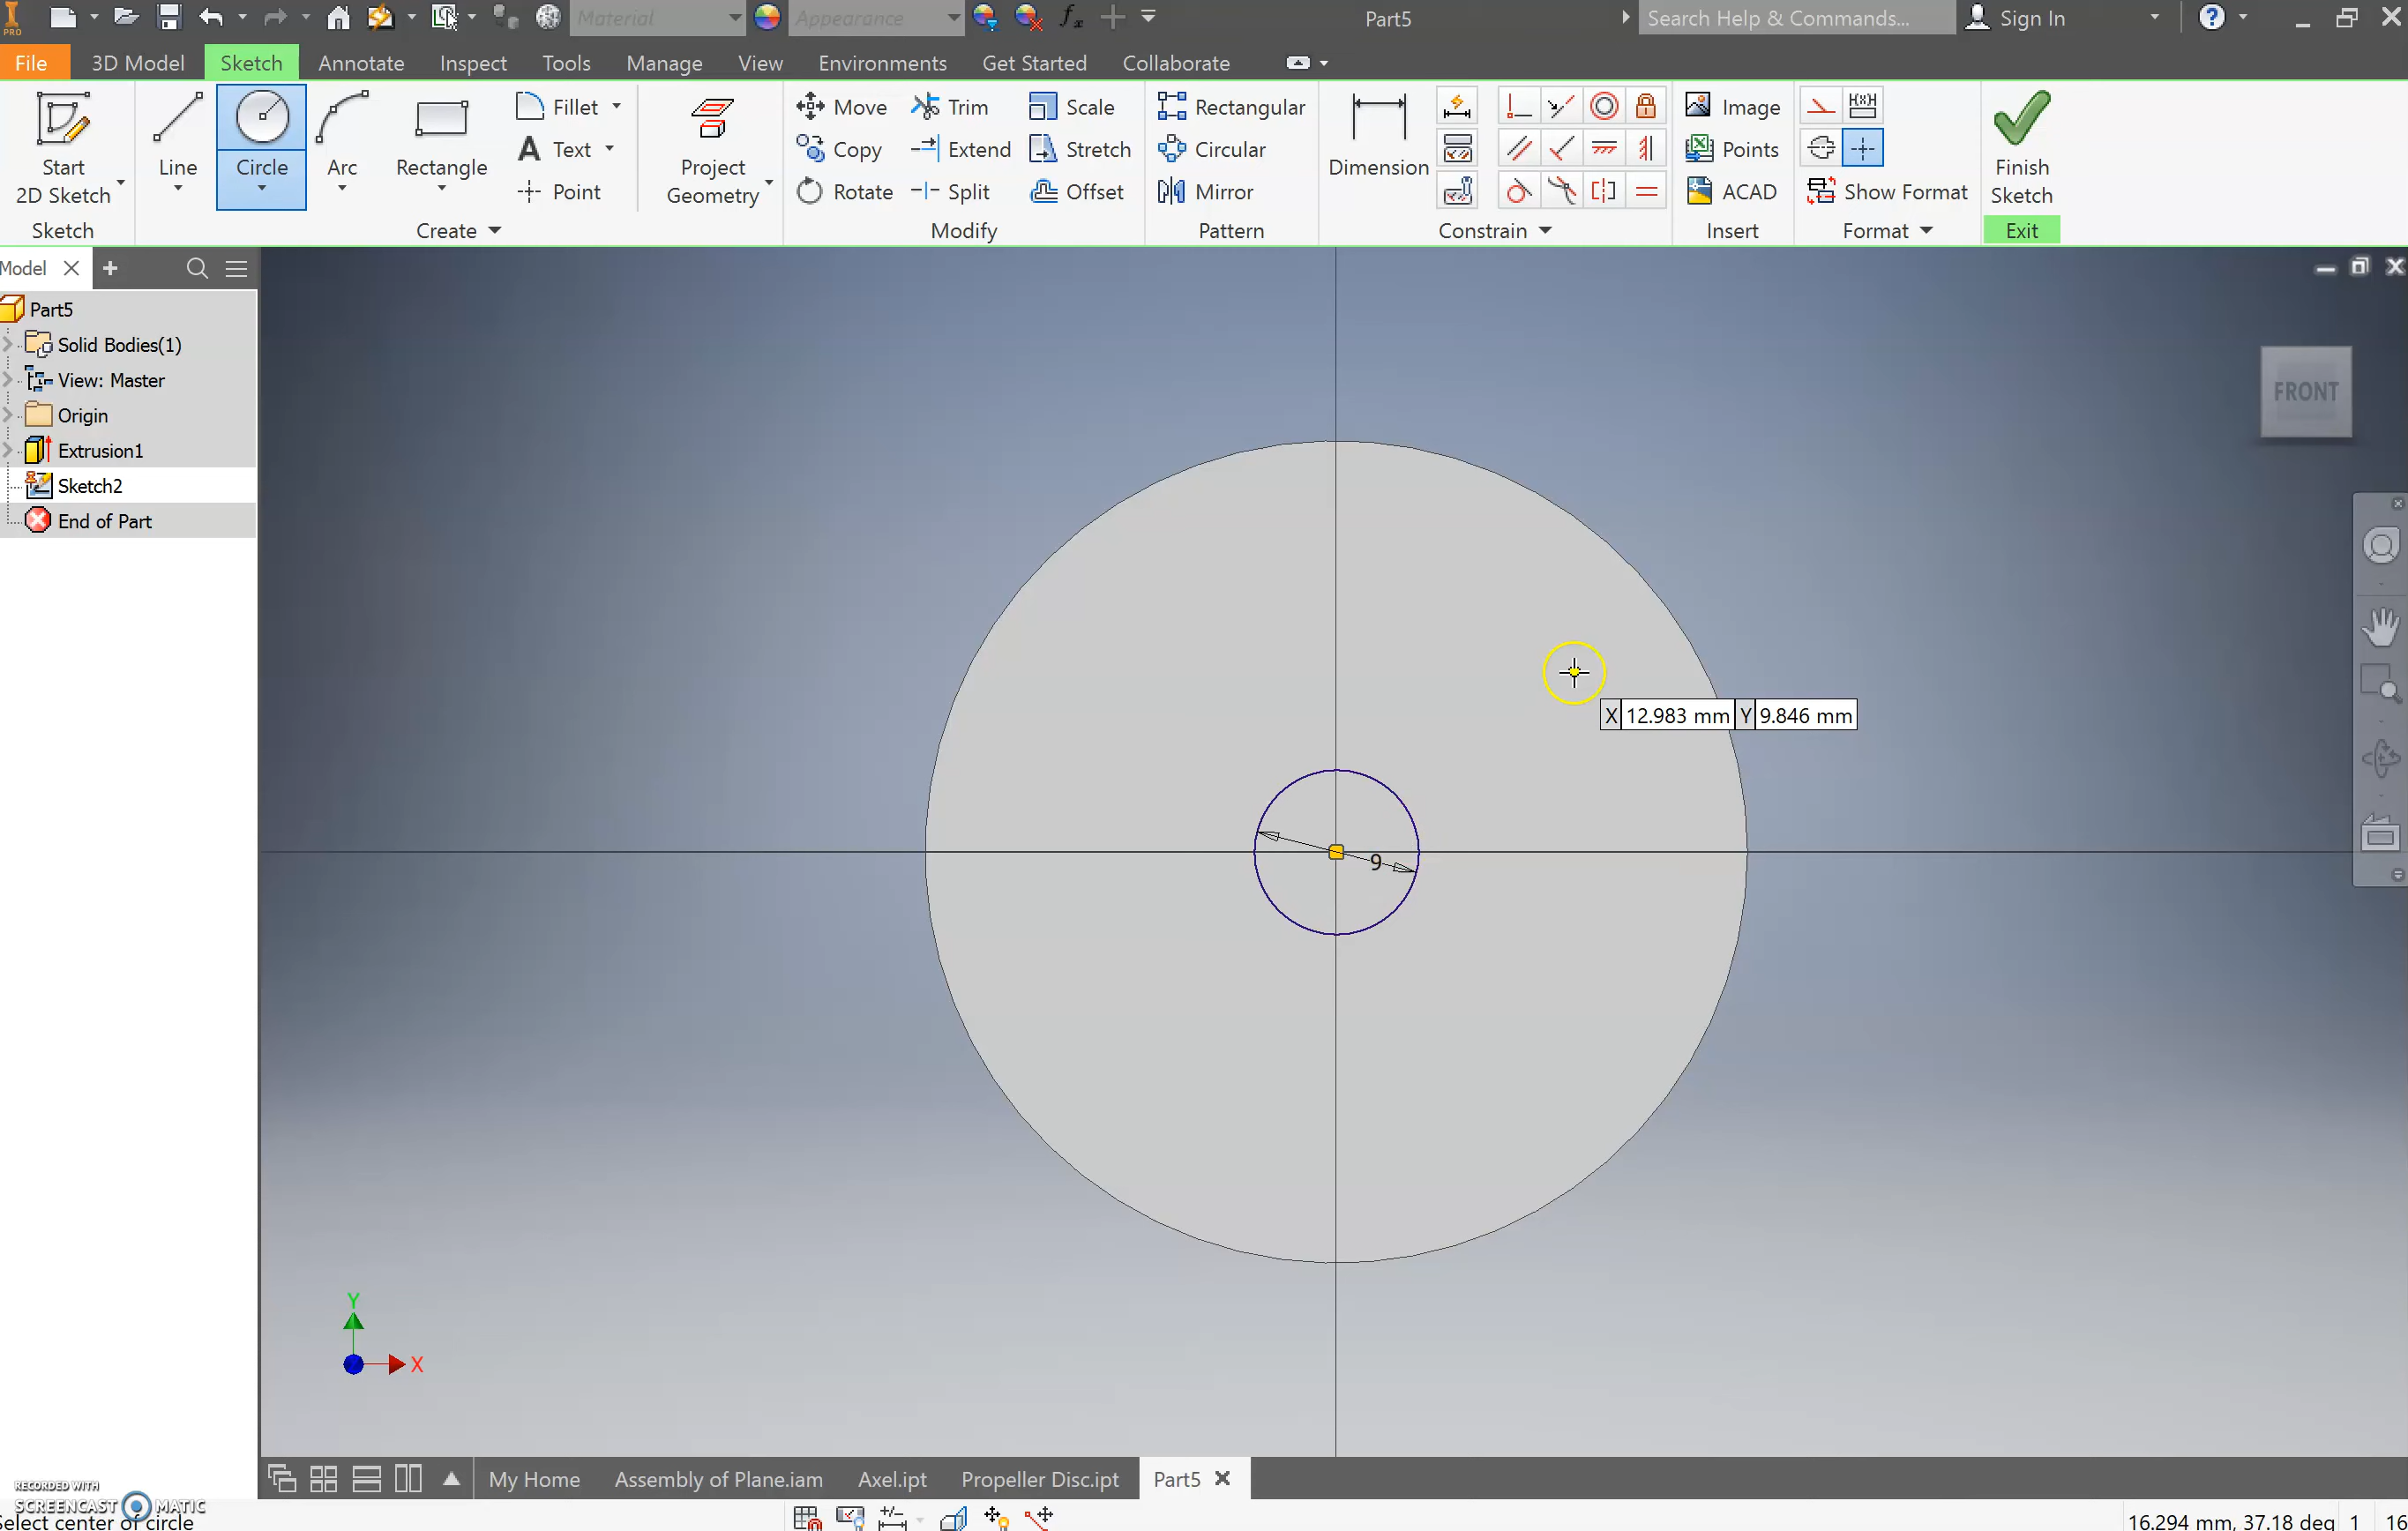 PRO
Material
Appearance
Part5
Search Help & Commands...
Sign In
File 3D Model Sketch Annotate Inspect Tools Manage View Environments Get Started Collaborate
Start
2D Sketch
Line
Circle
Arc
Rectangle
Fillet
Text
Point
Project
Geometry
Move
Copy
Rotate
Trim
Extend
Split
Scale
Stretch
Offset
Rectangular
Circular
Mirror
Dimension
Image
Points
ACAD
Show Format
Finish
Sketch
Sketch Create Modify Pattern Constrain Insert Format Exit
Model
Part5
Solid Bodies(1)
View: Master
Origin
Extrusion1
Sketch2
End of Part
FRONT
X 12.983 mm Y 9.846 mm
9
Y
X
My Home Assembly of Plane.iam Axel.ipt Propeller Disc.ipt Part5
RECORDED WITH
SCREENCAST MATIC
Select center of circle
16.294 mm, 37.18 deg 1 16